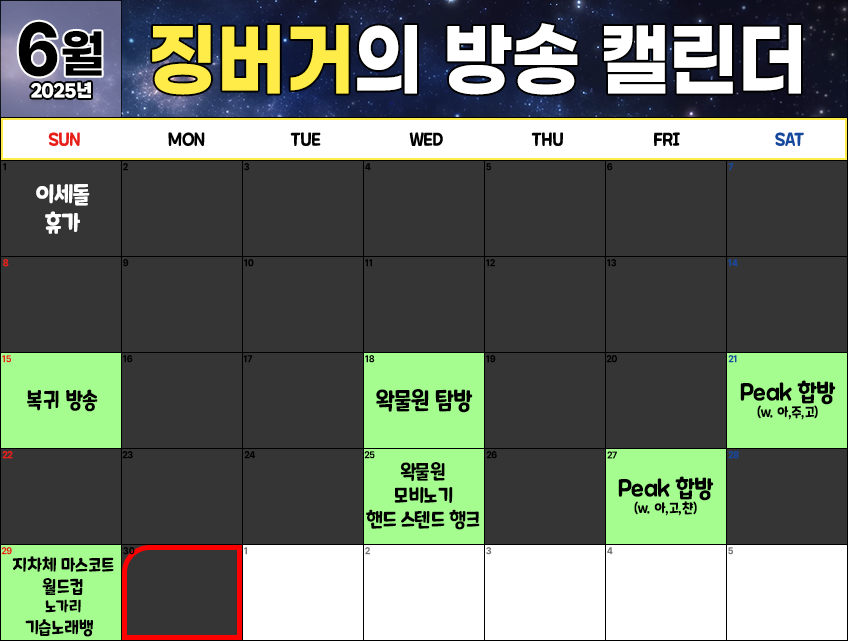 6월
2025년
징버거의 방송 캘린더
SUN MON TUE WED THU FRI SAT
1 2 3 4 5 6 7
이세돌
휴가
8 9 10 11 12 13 14
15 16 17 18 19 20 21
복귀 방송
왁물원 탐방
Peak 합방
(w. 아,주,고)
22 23 24 25 26 27 28
왁물원
모비노기
핸드 스텐드 행크
Peak 합방
(w. 아,고,챤)
29 30 1 2 3 4 5
지차체 마스코트
월드컵
노가리
기습노래뱅